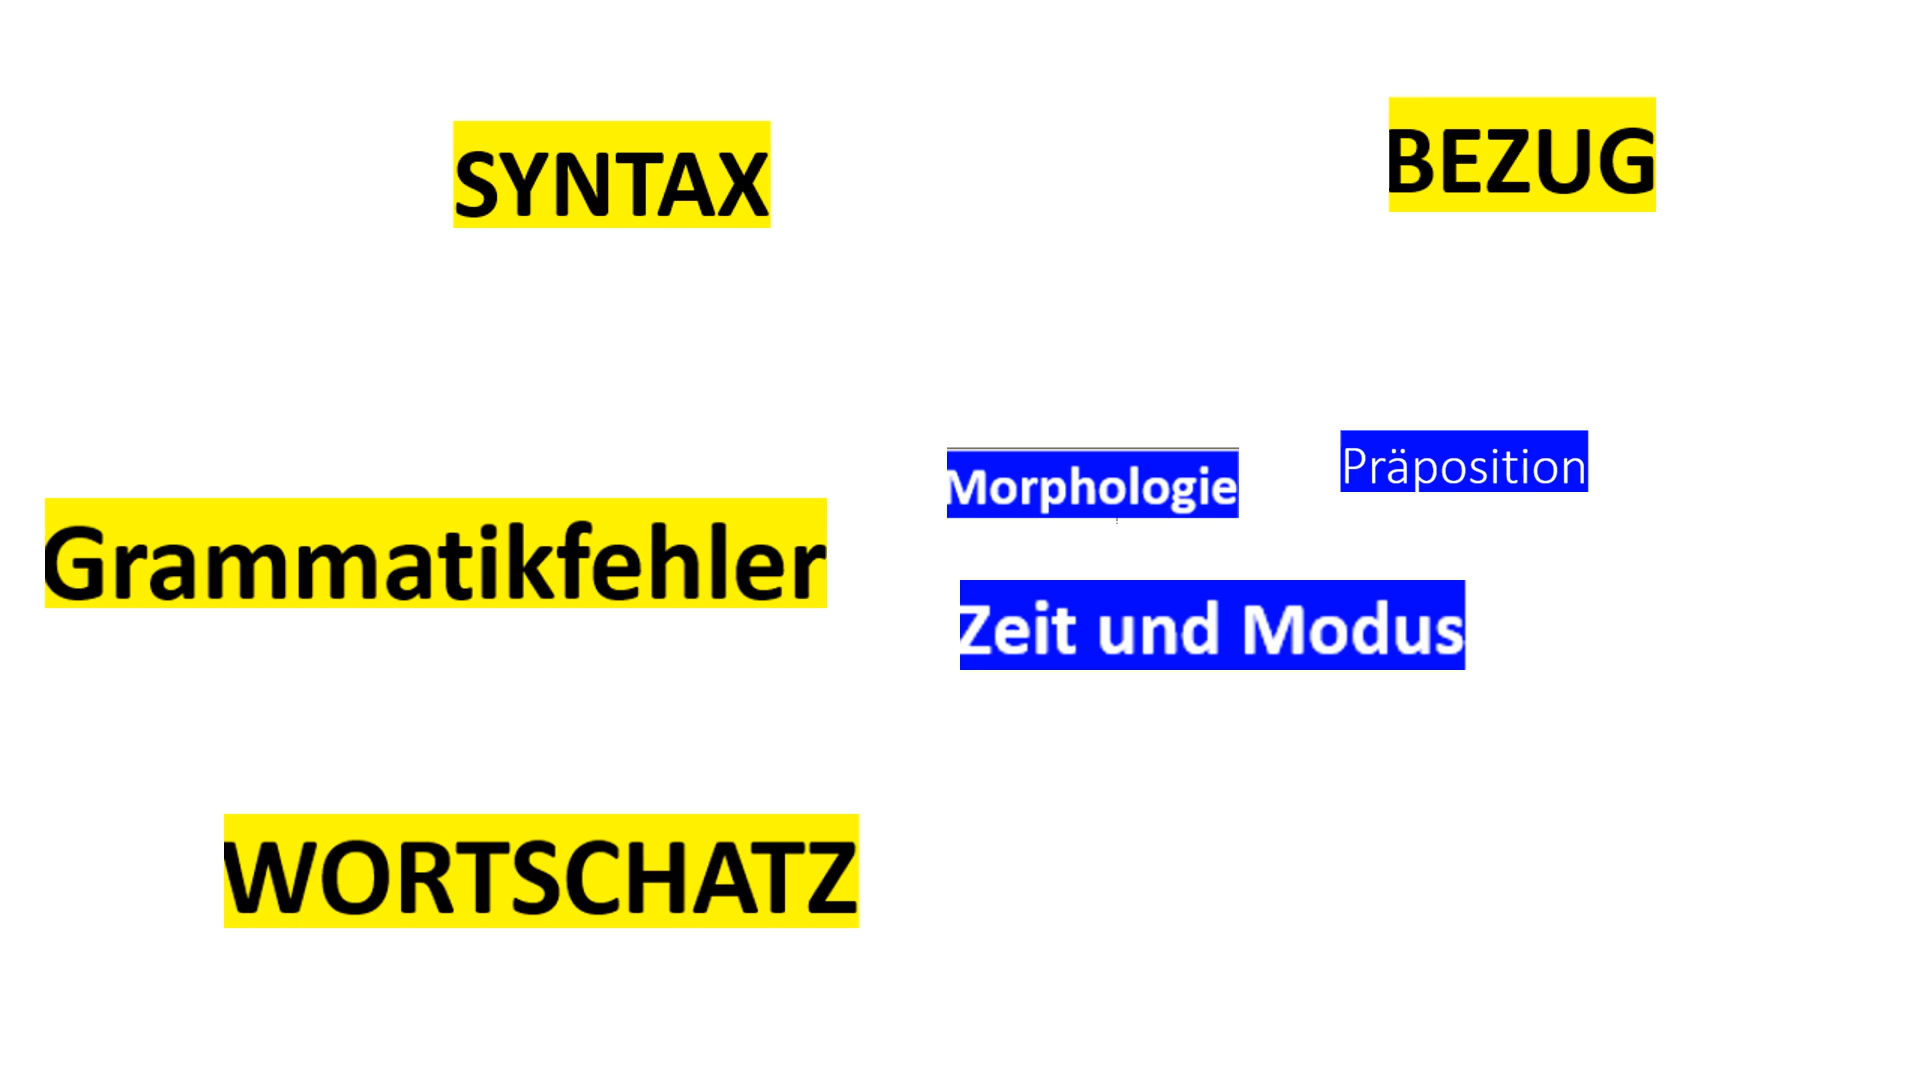 SYNTAX
BEZUG
Grammatikfehler
Morphologie
Präposition
Zeit und Modus
WORTSCHATZ